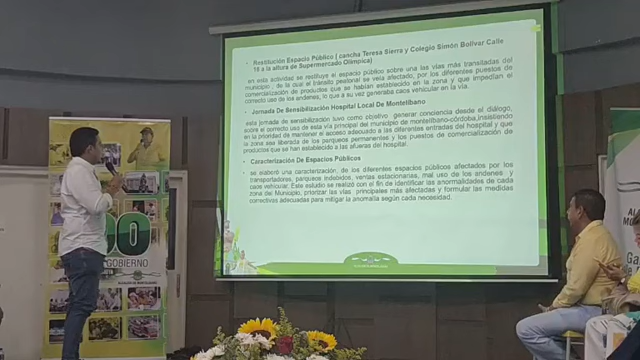 Restitución Espacio Público ( cancha Teresa Sierra y Colegio Simón Bolívar Calle
18 a la altura de Supermercado Olímpica)
en esta actividad se restituye el espacio público sobre una las vías más transitadas del
municipio , de la cual el tránsito peatonal se veía afectado, por los diferentes puestos de
comercialización de productos que se habían establecido en la zona y que impedían el
correcto uso de los andenes, lo que a su vez generaba caos vehicular en la vía.
Jornada de Sensibilización Hospital Local De Montelíbano
esta jornada de sensibilización tuvo como objetivo generar conciencia desde el diálogo,
sobre el correcto uso de esta vía principal del municipio de montelíbano-córdoba,insistiendo
en la prioridad de mantener el acceso adecuado a las diferentes entradas del hospital y que
la zona sea liberada de los parqueos permanentes y los puestos de comercialización de
productos que se han establecido a las afueras del hospital.
Caracterización De Espacios Públicos
se elaboró una caracterización, de los diferentes espacios públicos afectados por los
transportadores, parqueos indebidos, ventas estacionarias, mal uso de los andenes y
caos vehicular. Este estudio se realizó con el fin de identificar las anormalidades de cada
zona del Municipio, priorizar las vías principales más afectadas y formular las medidas
correctivas adecuadas para mitigar la anomalía según cada necesidad.
GOBIERNO